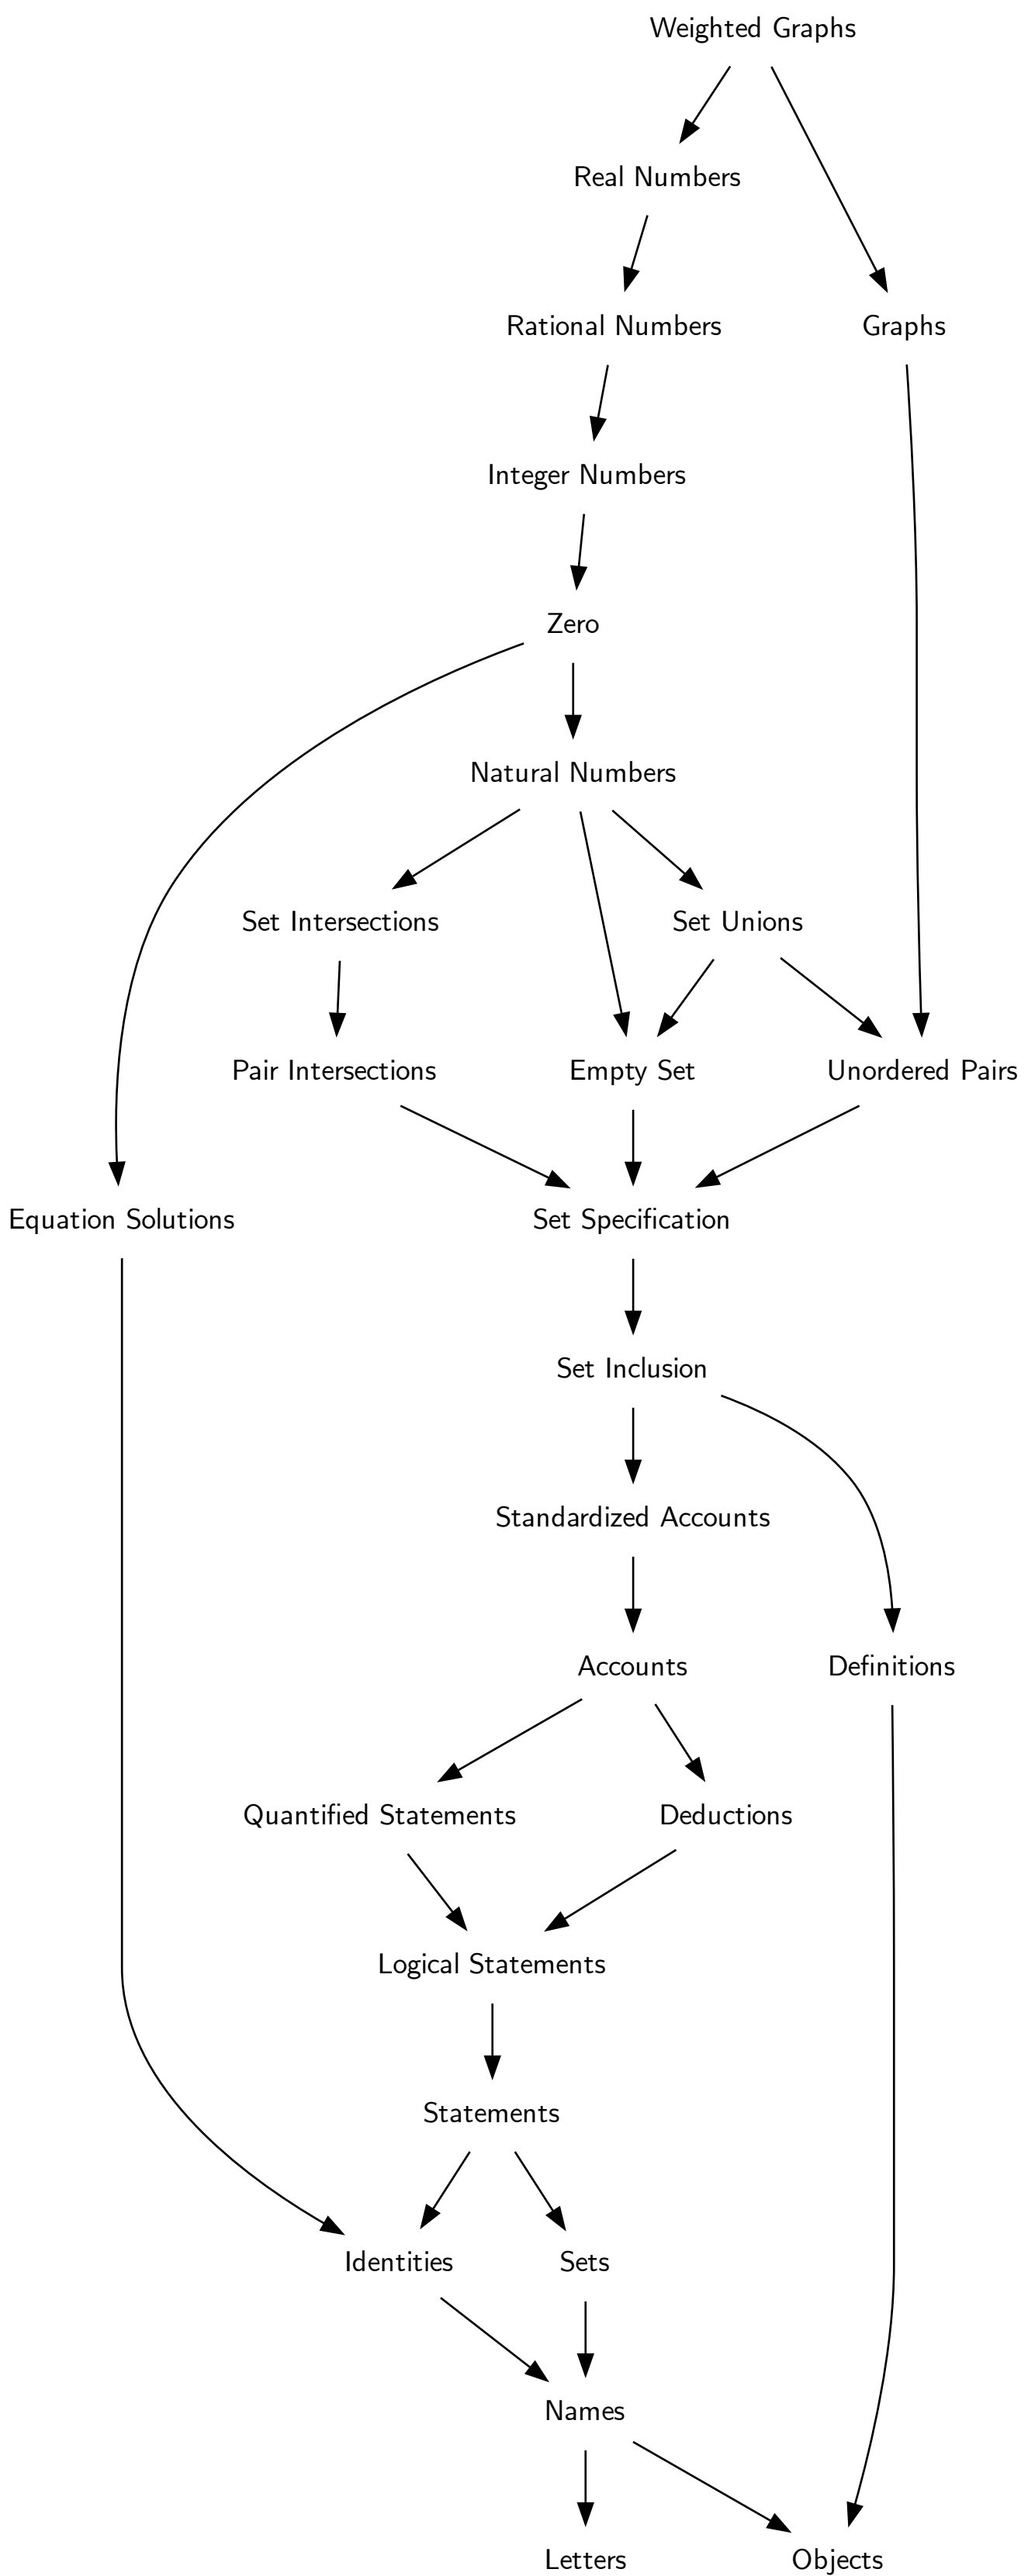 Weighted Graphs
Real Numbers
Rational Numbers
Graphs
Integer Numbers
Zero
Natural Numbers
Set Intersections
Set Unions
Pair Intersections
Empty Set
Unordered Pairs
Equation Solutions
Set Specification
Set Inclusion
Standardized Accounts
Accounts
Definitions
Quantified Statements
Deductions
Logical Statements
Statements
Identities
Sets
Names
Letters
Objects